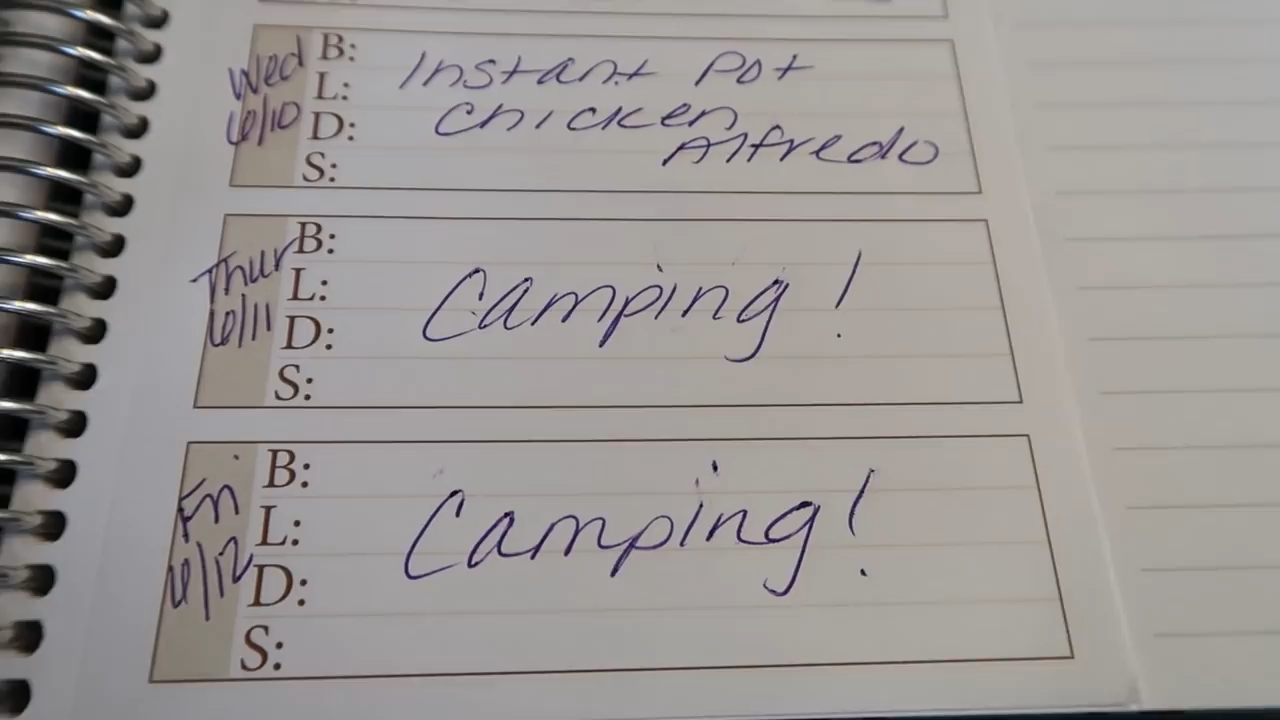 Wed
6/10
B:
L:
D:
S:
Instant Pot
Chicken
Alfredo
Thur
6/11
B:
L:
D:
S:
Camping!
Fri
6/12
B:
L:
D:
S:
Camping!